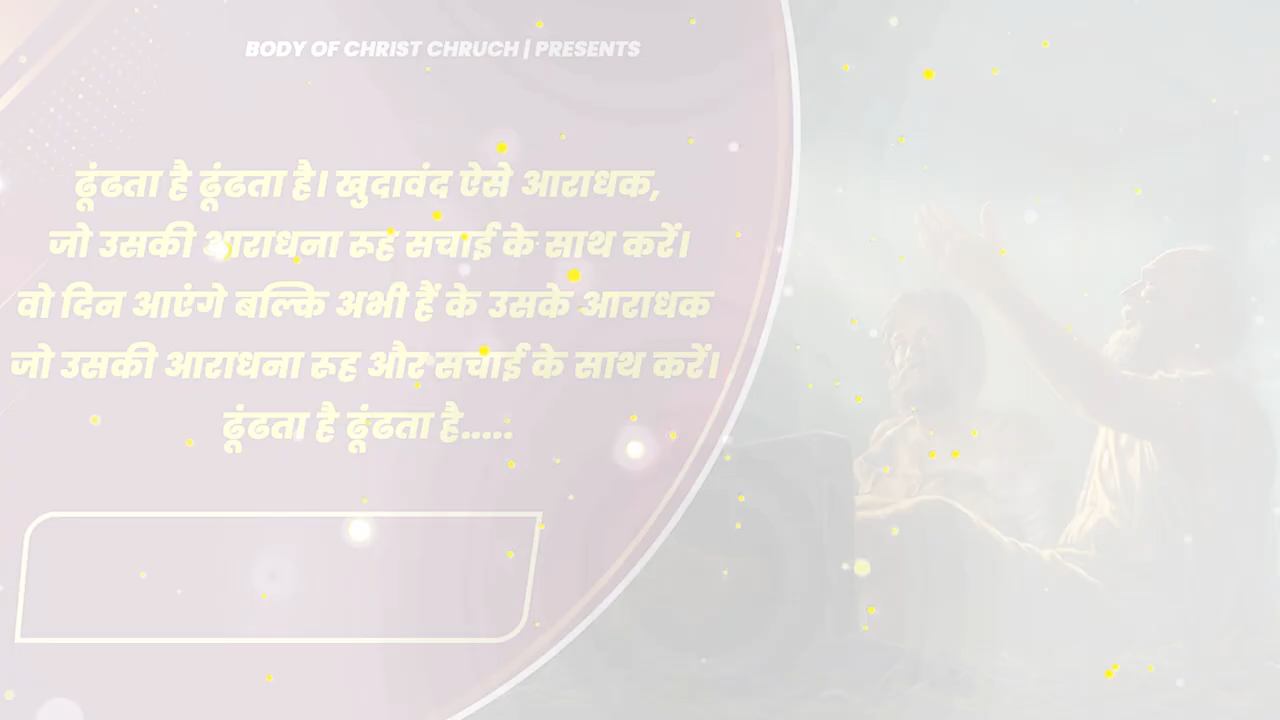 BODY OF CHRIST CHRUCH | PRESENTS
ढूंढता है ढूंढता है। खुदावंद ऐसे आराधक,
जो उसकी आराधना रूह सचाई के साथ करें।
वो दिन आएंगे बल्कि अभी हैं के उसके आराधक
जो उसकी आराधना रूह और सचाई के साथ करें।
ढूंढता है ढूंढता है.....